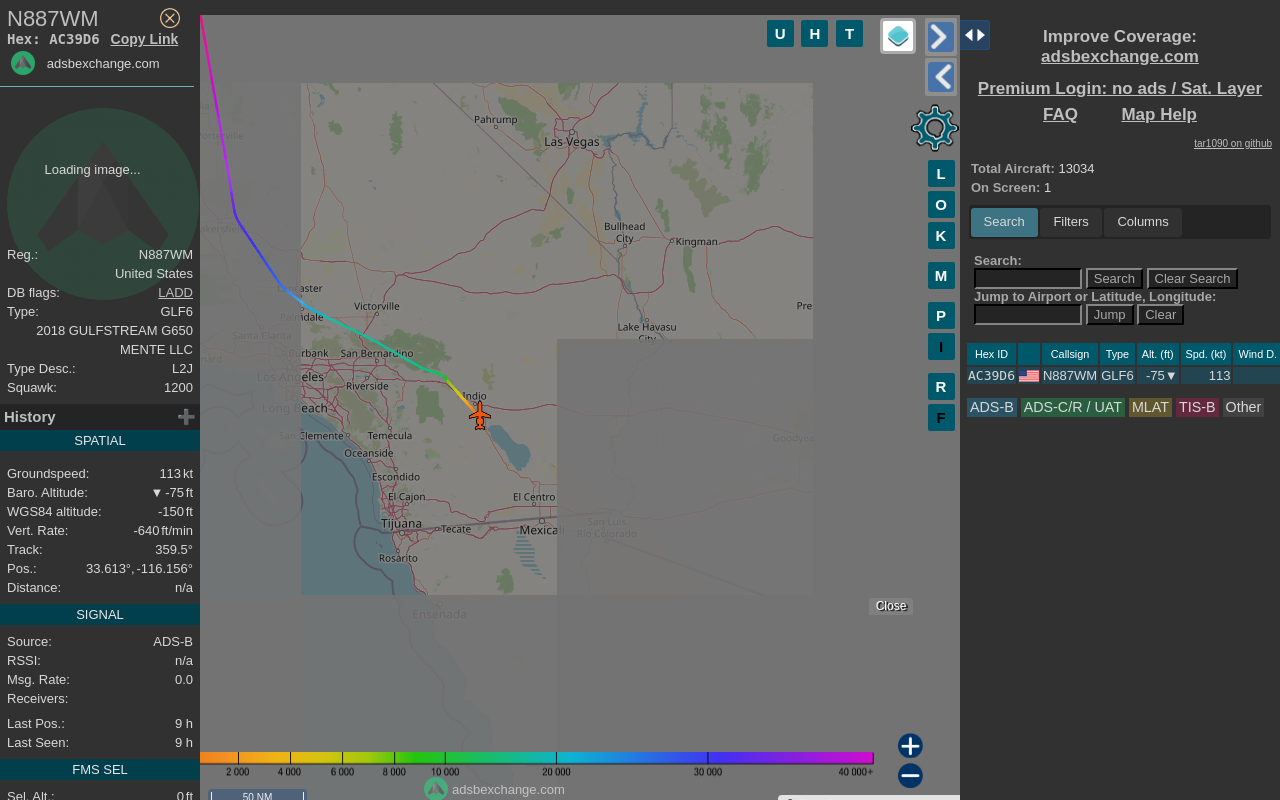 N887WM
Hex: AC39D6 Copy Link
adsbexchange.com
Loading image...
Reg.: N887WM
United States
DB flags: LADD
Type: GLF6
2018 GULFSTREAM G650
MENTE LLC
Type Desc.: L2J
Squawk: 1200
History
SPATIAL
Groundspeed: 113 kt
Baro. Altitude: ▼ -75 ft
WGS84 altitude: -150 ft
Vert. Rate: -640 ft/min
Track: 359.5°
Pos.: 33.613°, -116.156°
Distance: n/a
SIGNAL
Source: ADS-B
RSSI: n/a
Msg. Rate: 0.0
Receivers:
Last Pos.: 9 h
Last Seen: 9 h
FMS SEL
Sel. Alt.: 0 ft
U H T
L
O
K
M
P
I
R
F
Pahrump
Las Vegas
Bullhead
City
Kingman
Victorville
Lake Havasu
City
San Bernardino
Riverside
Los Angeles
Long Beach
Indio
San Clemente
Temecula
Oceanside
Escondido
El Cajon
El Centro
Tijuana
Tecate
Mexicali
San Luis
Rio Colorado
Rosarito
Ensenada
Santa Clarita
Close
2 000 4 000 6 000 8 000 10 000 20 000 30 000 40 000+
adsbexchange.com
50 NM
Improve Coverage:
adsbexchange.com
Premium Login: no ads / Sat. Layer
FAQ Map Help
tar1090 on github
Total Aircraft: 13034
On Screen: 1
Search Filters Columns
Search:
Search Clear Search
Jump to Airport or Latitude, Longitude:
Jump Clear
Hex ID Callsign Type Alt. (ft) Spd. (kt) Wind D.
AC39D6 N887WM GLF6 -75▼ 113
ADS-B ADS-C/R / UAT MLAT TIS-B Other